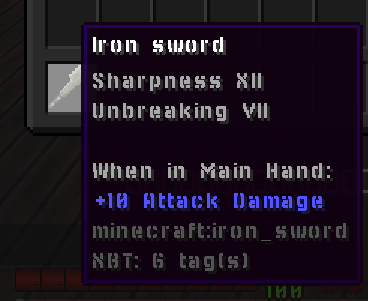 Iron sword
Sharpness XII
Unbreaking VII
When in Main Hand:
+10 Attack Damage
minecraft:iron_sword
NBT: 6 tag(s)
100